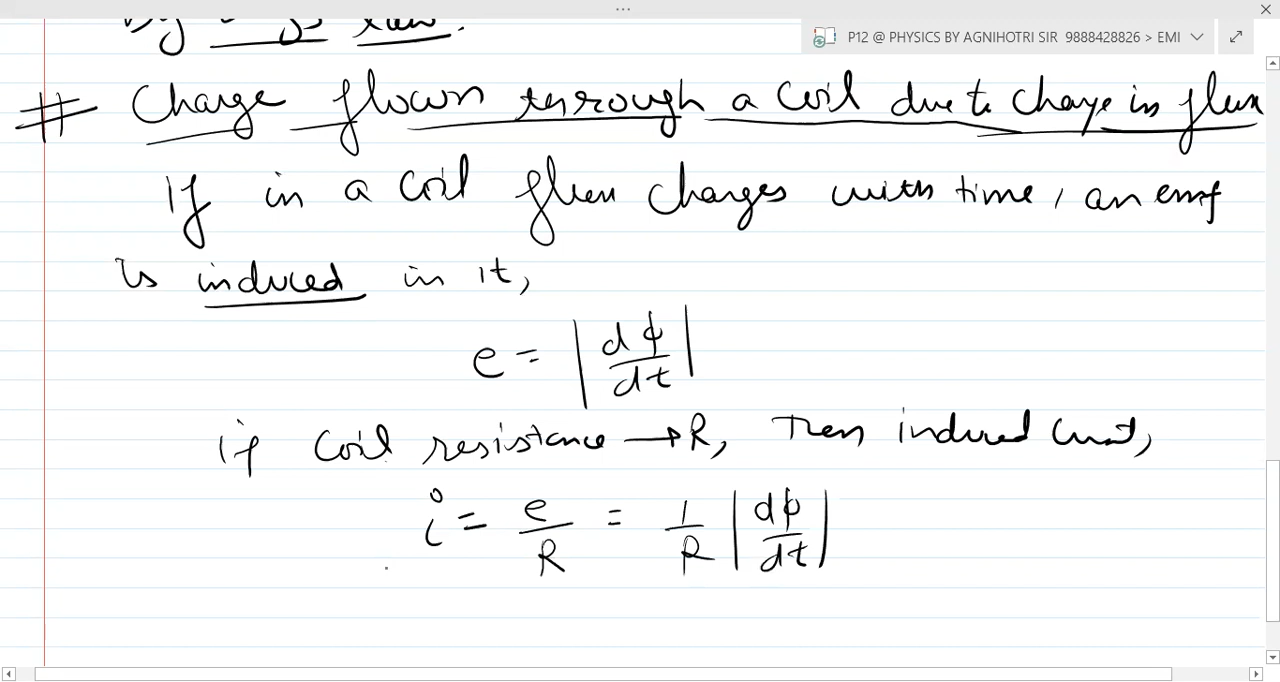 P12 @ PHYSICS BY AGNIHOTRI SIR 9888428826 > EMI
By law.
# Charge flown through a coil due to change in flux
If in a coil flux changes with time, an emf
is induced in it,
e = |dϕ/dt|
if coil resistance → R, Then induced
i = e/R = 1/R |dϕ/dt|